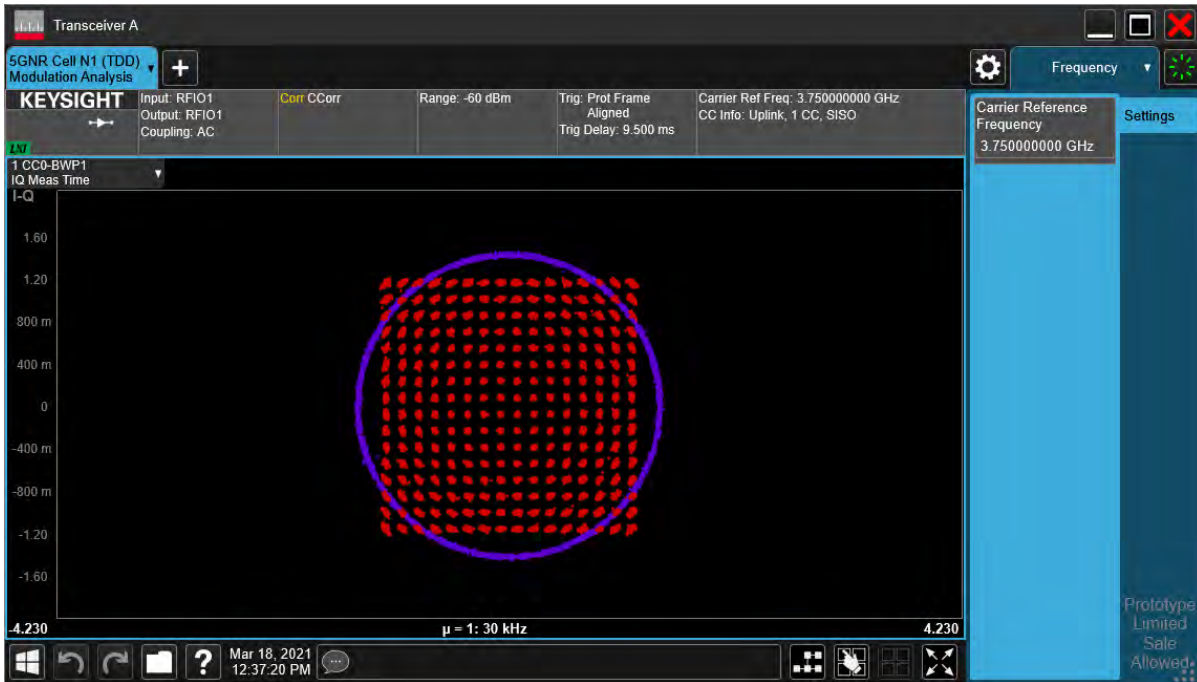 Transceiver A
5GNR Cell N1 (TDD)
Modulation Analysis
+
Frequency
KEYSIGHT
LXI
Input: RFIO1
Output: RFIO1
Coupling: AC
Corr CCorr
Range: -60 dBm
Trig: Prot Frame
Aligned
Trig Delay: 9.500 ms
Carrier Ref Freq: 3.750000000 GHz
CC Info: Uplink, 1 CC, SISO
Carrier Reference
Frequency
3.750000000 GHz
Settings
1 CC0-BWP1
IQ Meas Time
I-Q
1.60
1.20
800 m
400 m
0
-400 m
-800 m
-1.20
-1.60
-4.230
μ = 1: 30 kHz
4.230
?
Mar 18, 2021
12:37:20 PM
Prototype
Limited
Sale
Allowed.